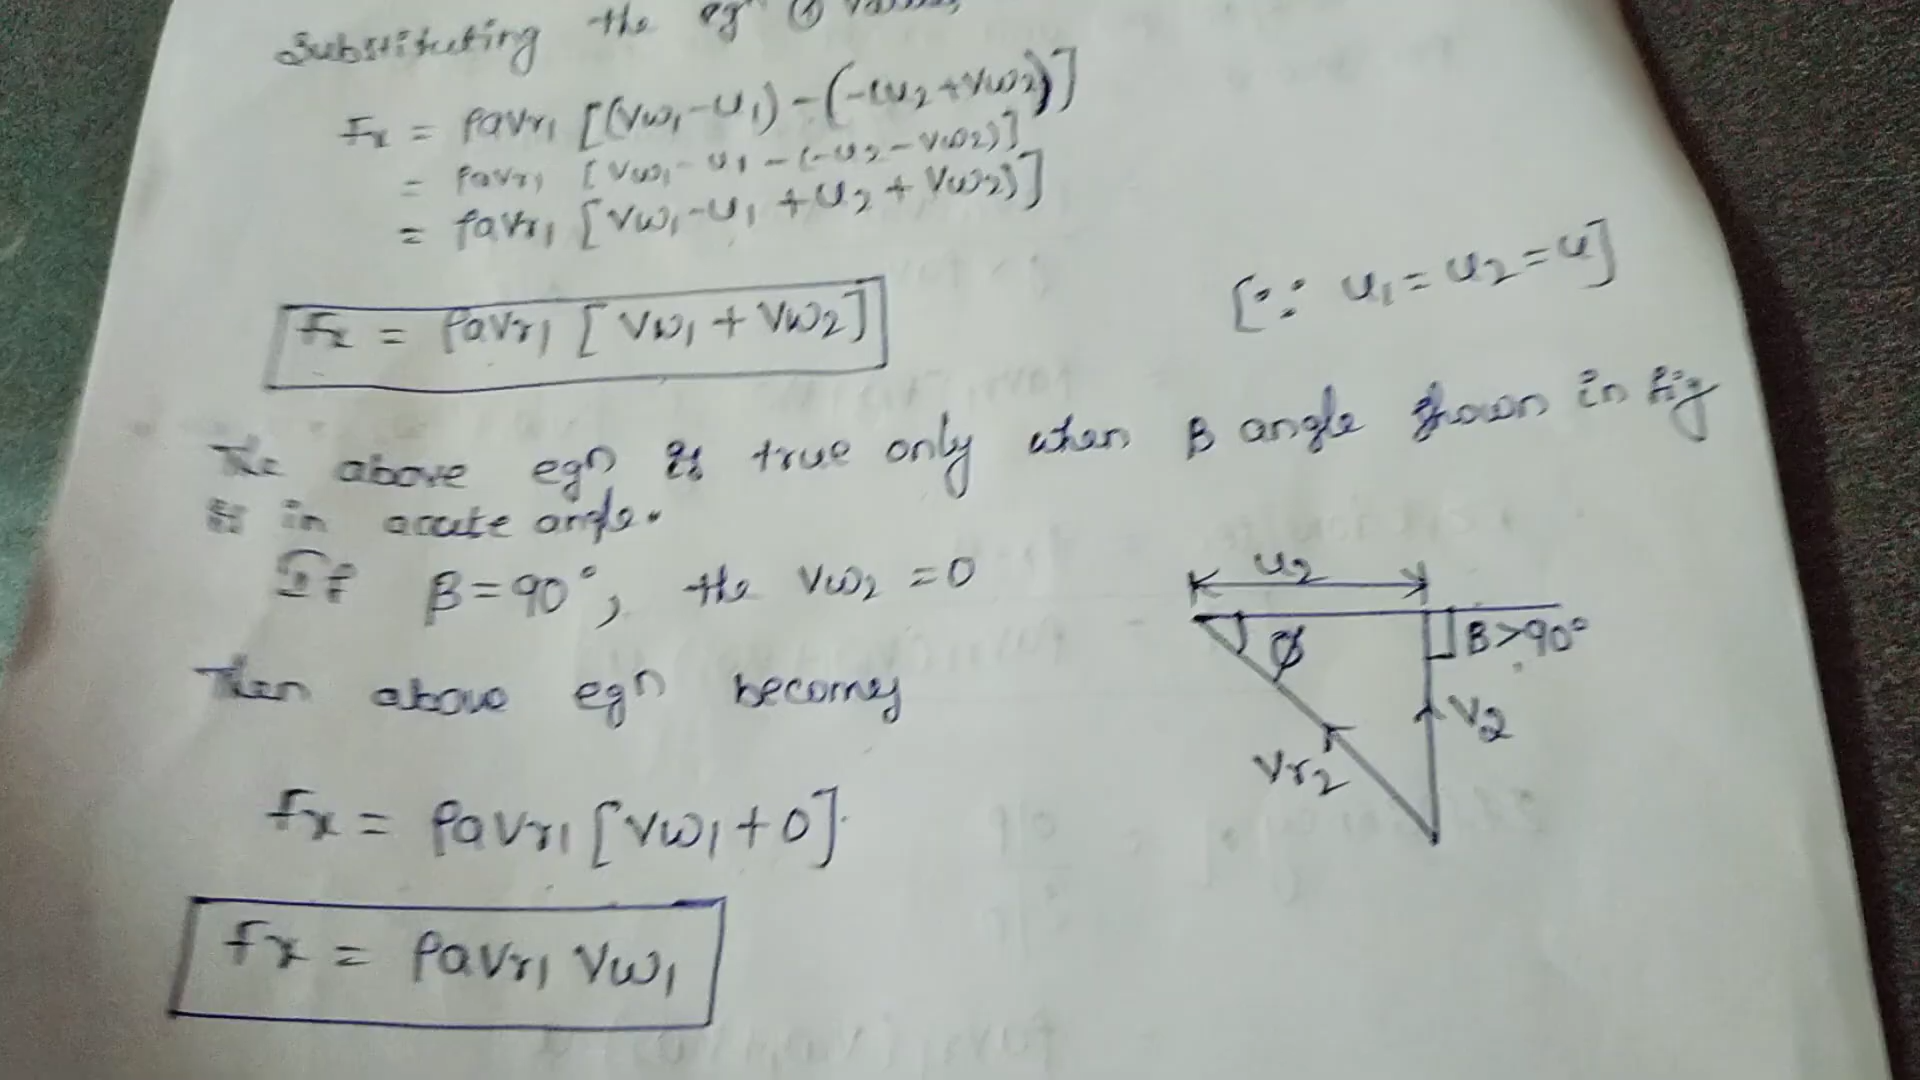 Substituting the eqn
Fx = ρavr1 [(Vw1-u1)-(-(u2+Vw2)]
= ρavr1 [Vw1-u1-(-u2-Vw2)]
= ρavr1 [Vw1-u1+u2+Vw2)]
[∵ u1=u2=u]
Fx = ρavr1 [Vw1+Vw2]
The above eqn is true only when β angle shown in fig
is in acute angle.
If β=90°, the Vw2=0
u2
ϕ
β>90°
V2
Vr2
Then above eqn becomes
Fx = ρavr1 [Vw1+0].
Fx = ρavr1 Vw1